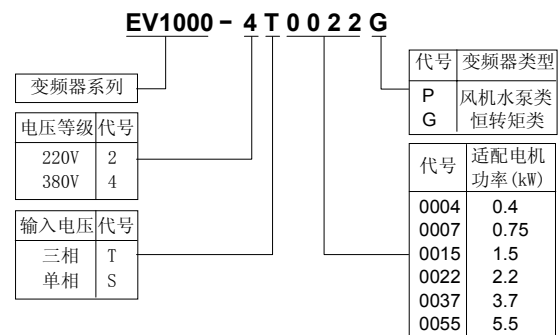 EV1000 - 4 T 0 0 2 2 G
变频器系列
电压等级 代号
220V 2
380V 4
输入电压 代号
三相 T
单相 S
代号 变频器类型
P 风机水泵类
G 恒转矩类
代号 适配电机
功率(kW)
0004 0.4
0007 0.75
0015 1.5
0022 2.2
0037 3.7
0055 5.5